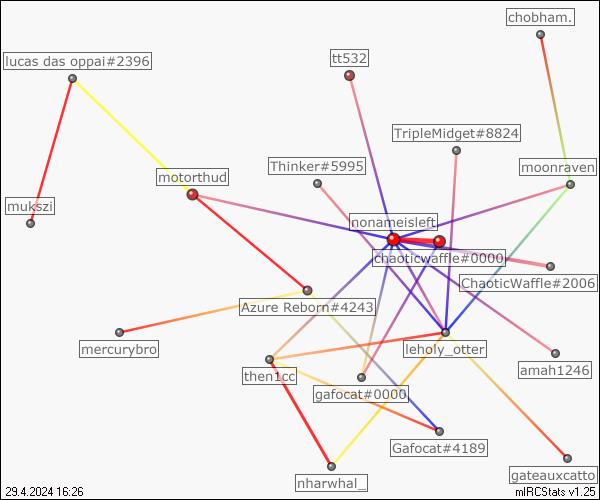 chobham.
lucas das oppai#2396
tt532
TripleMidget#8824
Thinker#5995
moonraven
motorthud
mukszi
nonameisleft
chaoticwaffle#0000
ChaoticWaffle#2006
Azure Reborn#4243
mercurybro
leholy_otter
then1cc
amah1246
gafocat#0000
Gafocat#4189
gateauxcatto
nharwhal_
29.4.2024 16:26
mIRCStats v1.25